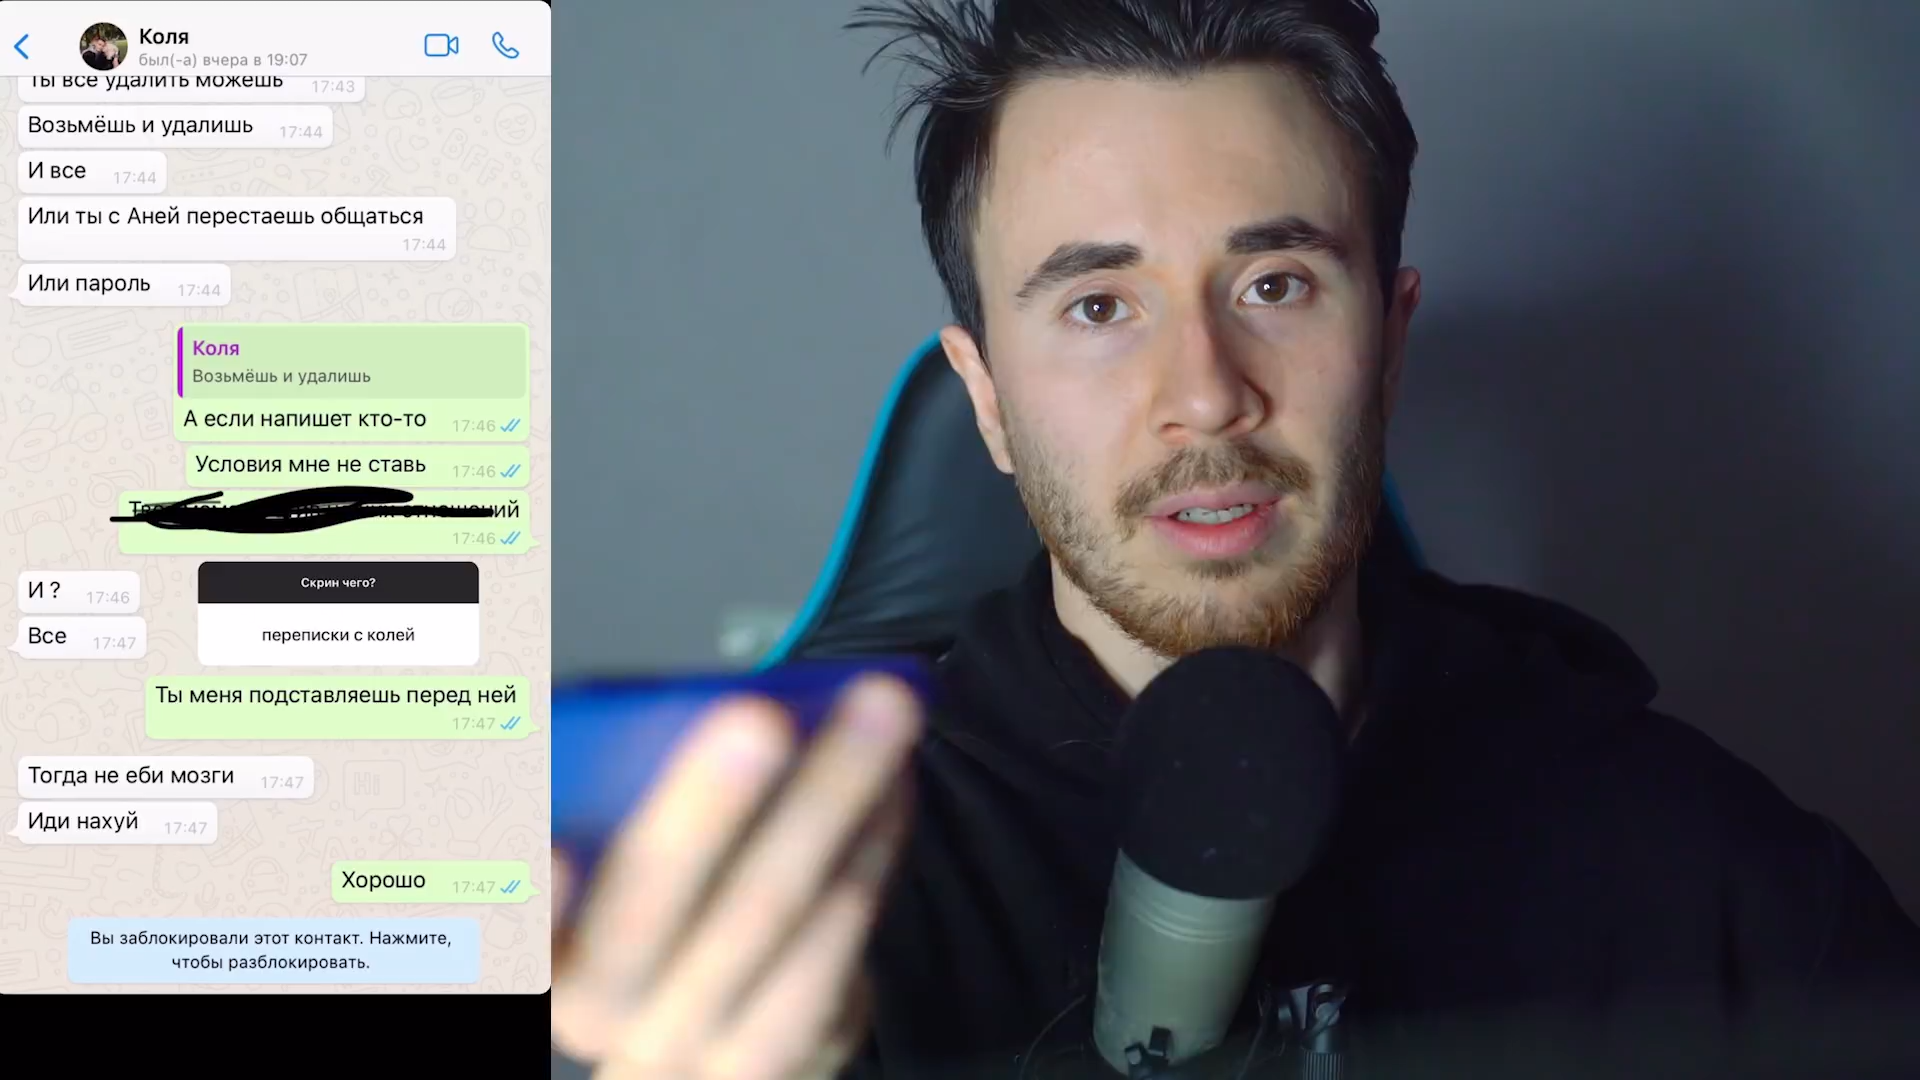 Коля
был(-а) вчера в 19:07
Ты все удалить можешь 17:43
Возьмёшь и удалишь 17:44
И все 17:44
Или ты с Аней перестаешь общаться
17:44
Или пароль 17:44
Коля
Возьмёшь и удалишь
А если напишет кто-то 17:46
Условия мне не ставь 17:46
17:46
И ? 17:46
Скрин чего?
Все 17:47
переписки с колей
Ты меня подставляешь перед ней
17:47
Тогда не еби мозги 17:47
Иди нахуй 17:47
Хорошо 17:47
Вы заблокировали этот контакт. Нажмите,
чтобы разблокировать.